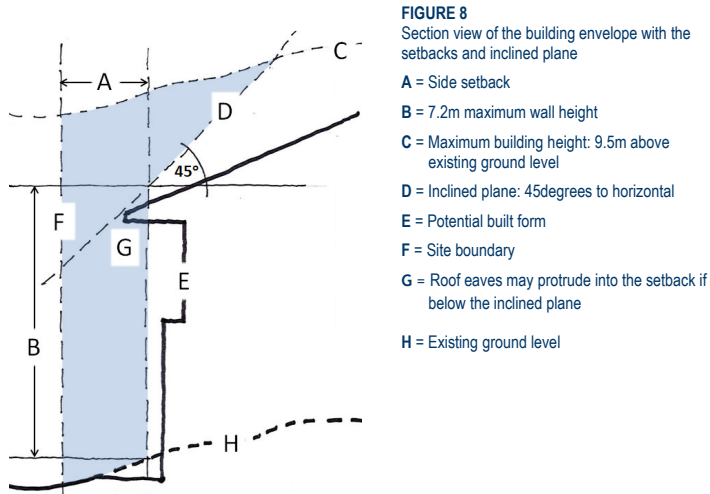 A
C
D
45°
F
G
E
B
H
FIGURE 8
Section view of the building envelope with the
setbacks and inclined plane
A = Side setback
B = 7.2m maximum wall height
C = Maximum building height: 9.5m above
existing ground level
D = Inclined plane: 45degrees to horizontal
E = Potential built form
F = Site boundary
G = Roof eaves may protrude into the setback if
below the inclined plane
H = Existing ground level